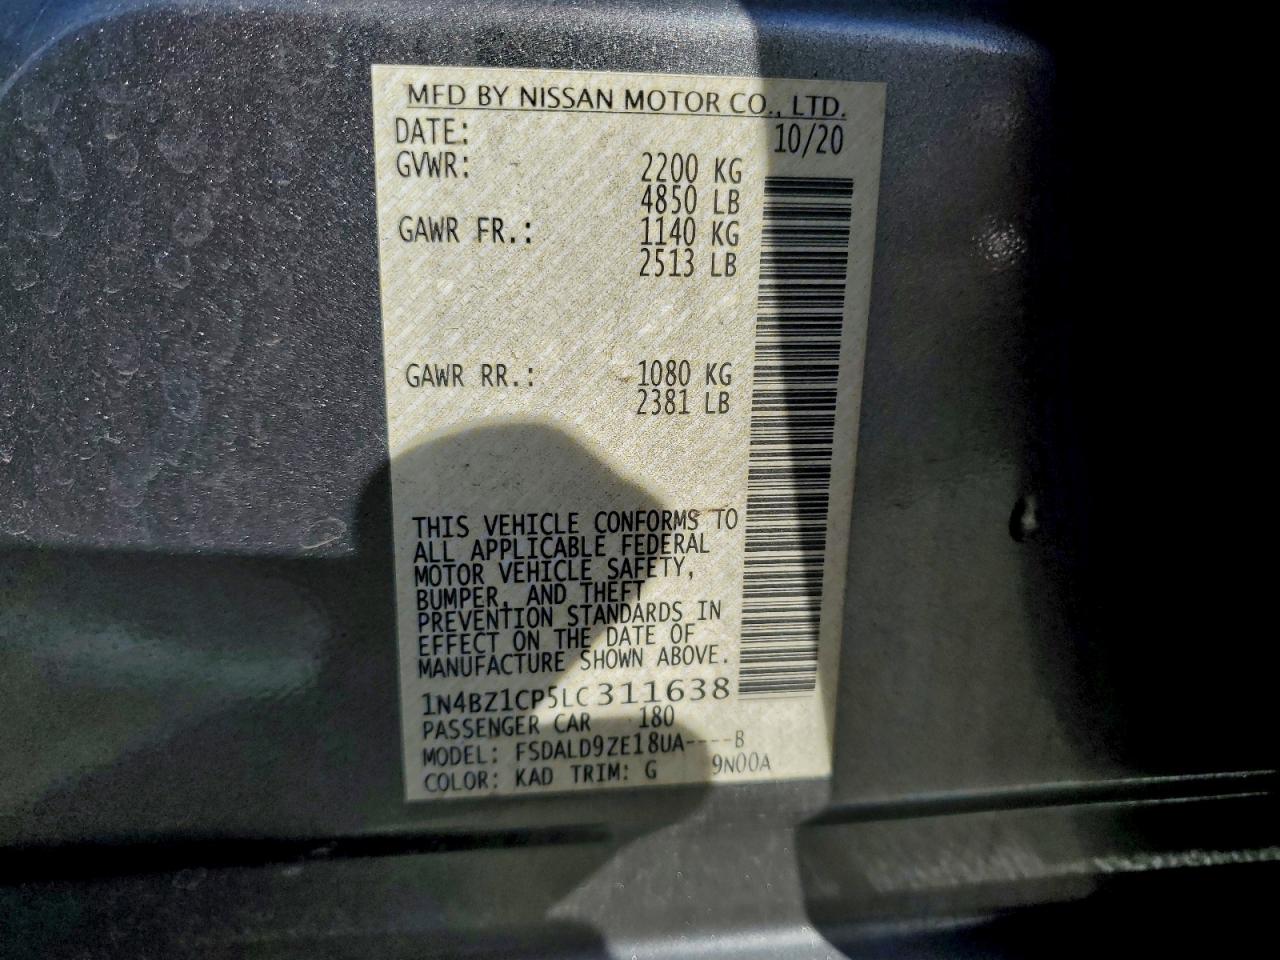 MFD BY NISSAN MOTOR CO., LTD.
DATE: 10/20
GVWR: 2200 KG
4850 LB
GAWR FR.: 1140 KG
2513 LB
GAWR RR.: 1080 KG
2381 LB
THIS VEHICLE CONFORMS TO
ALL APPLICABLE FEDERAL
MOTOR VEHICLE SAFETY,
BUMPER, AND THEFT
PREVENTION STANDARDS IN
EFFECT ON THE DATE OF
MANUFACTURE SHOWN ABOVE.
1N4BZ1CP5LC311638
PASSENGER CAR 180
MODEL: FSDALD9ZE18UA----B
COLOR: KAD TRIM: G 9N00A